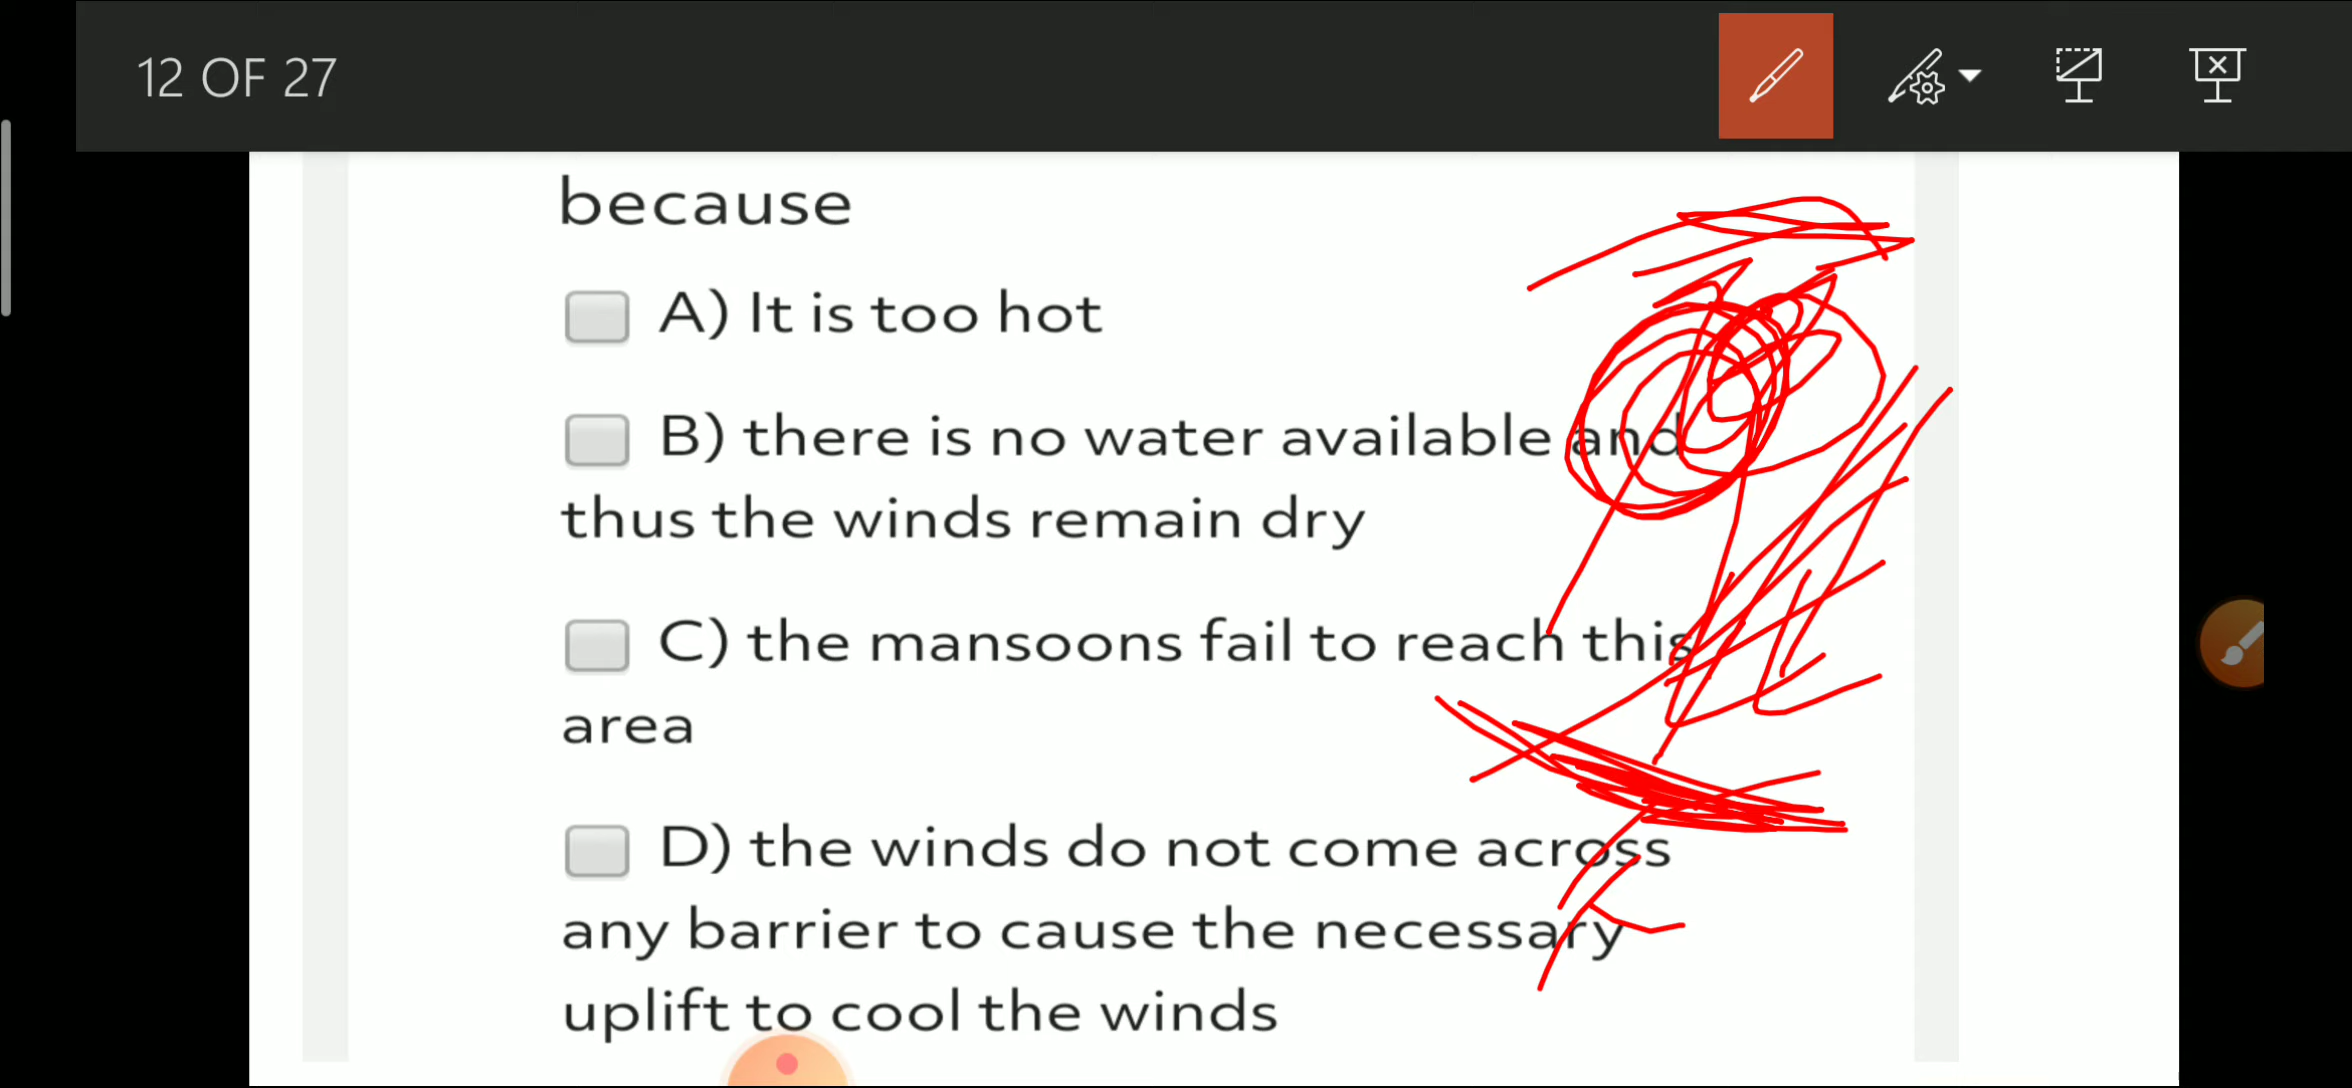 12 OF 27
because
A) It is too hot
B) there is no water available and
thus the winds remain dry
C) the mansoons fail to reach this
area
D) the winds do not come across
any barrier to cause the necessary
uplift to cool the winds